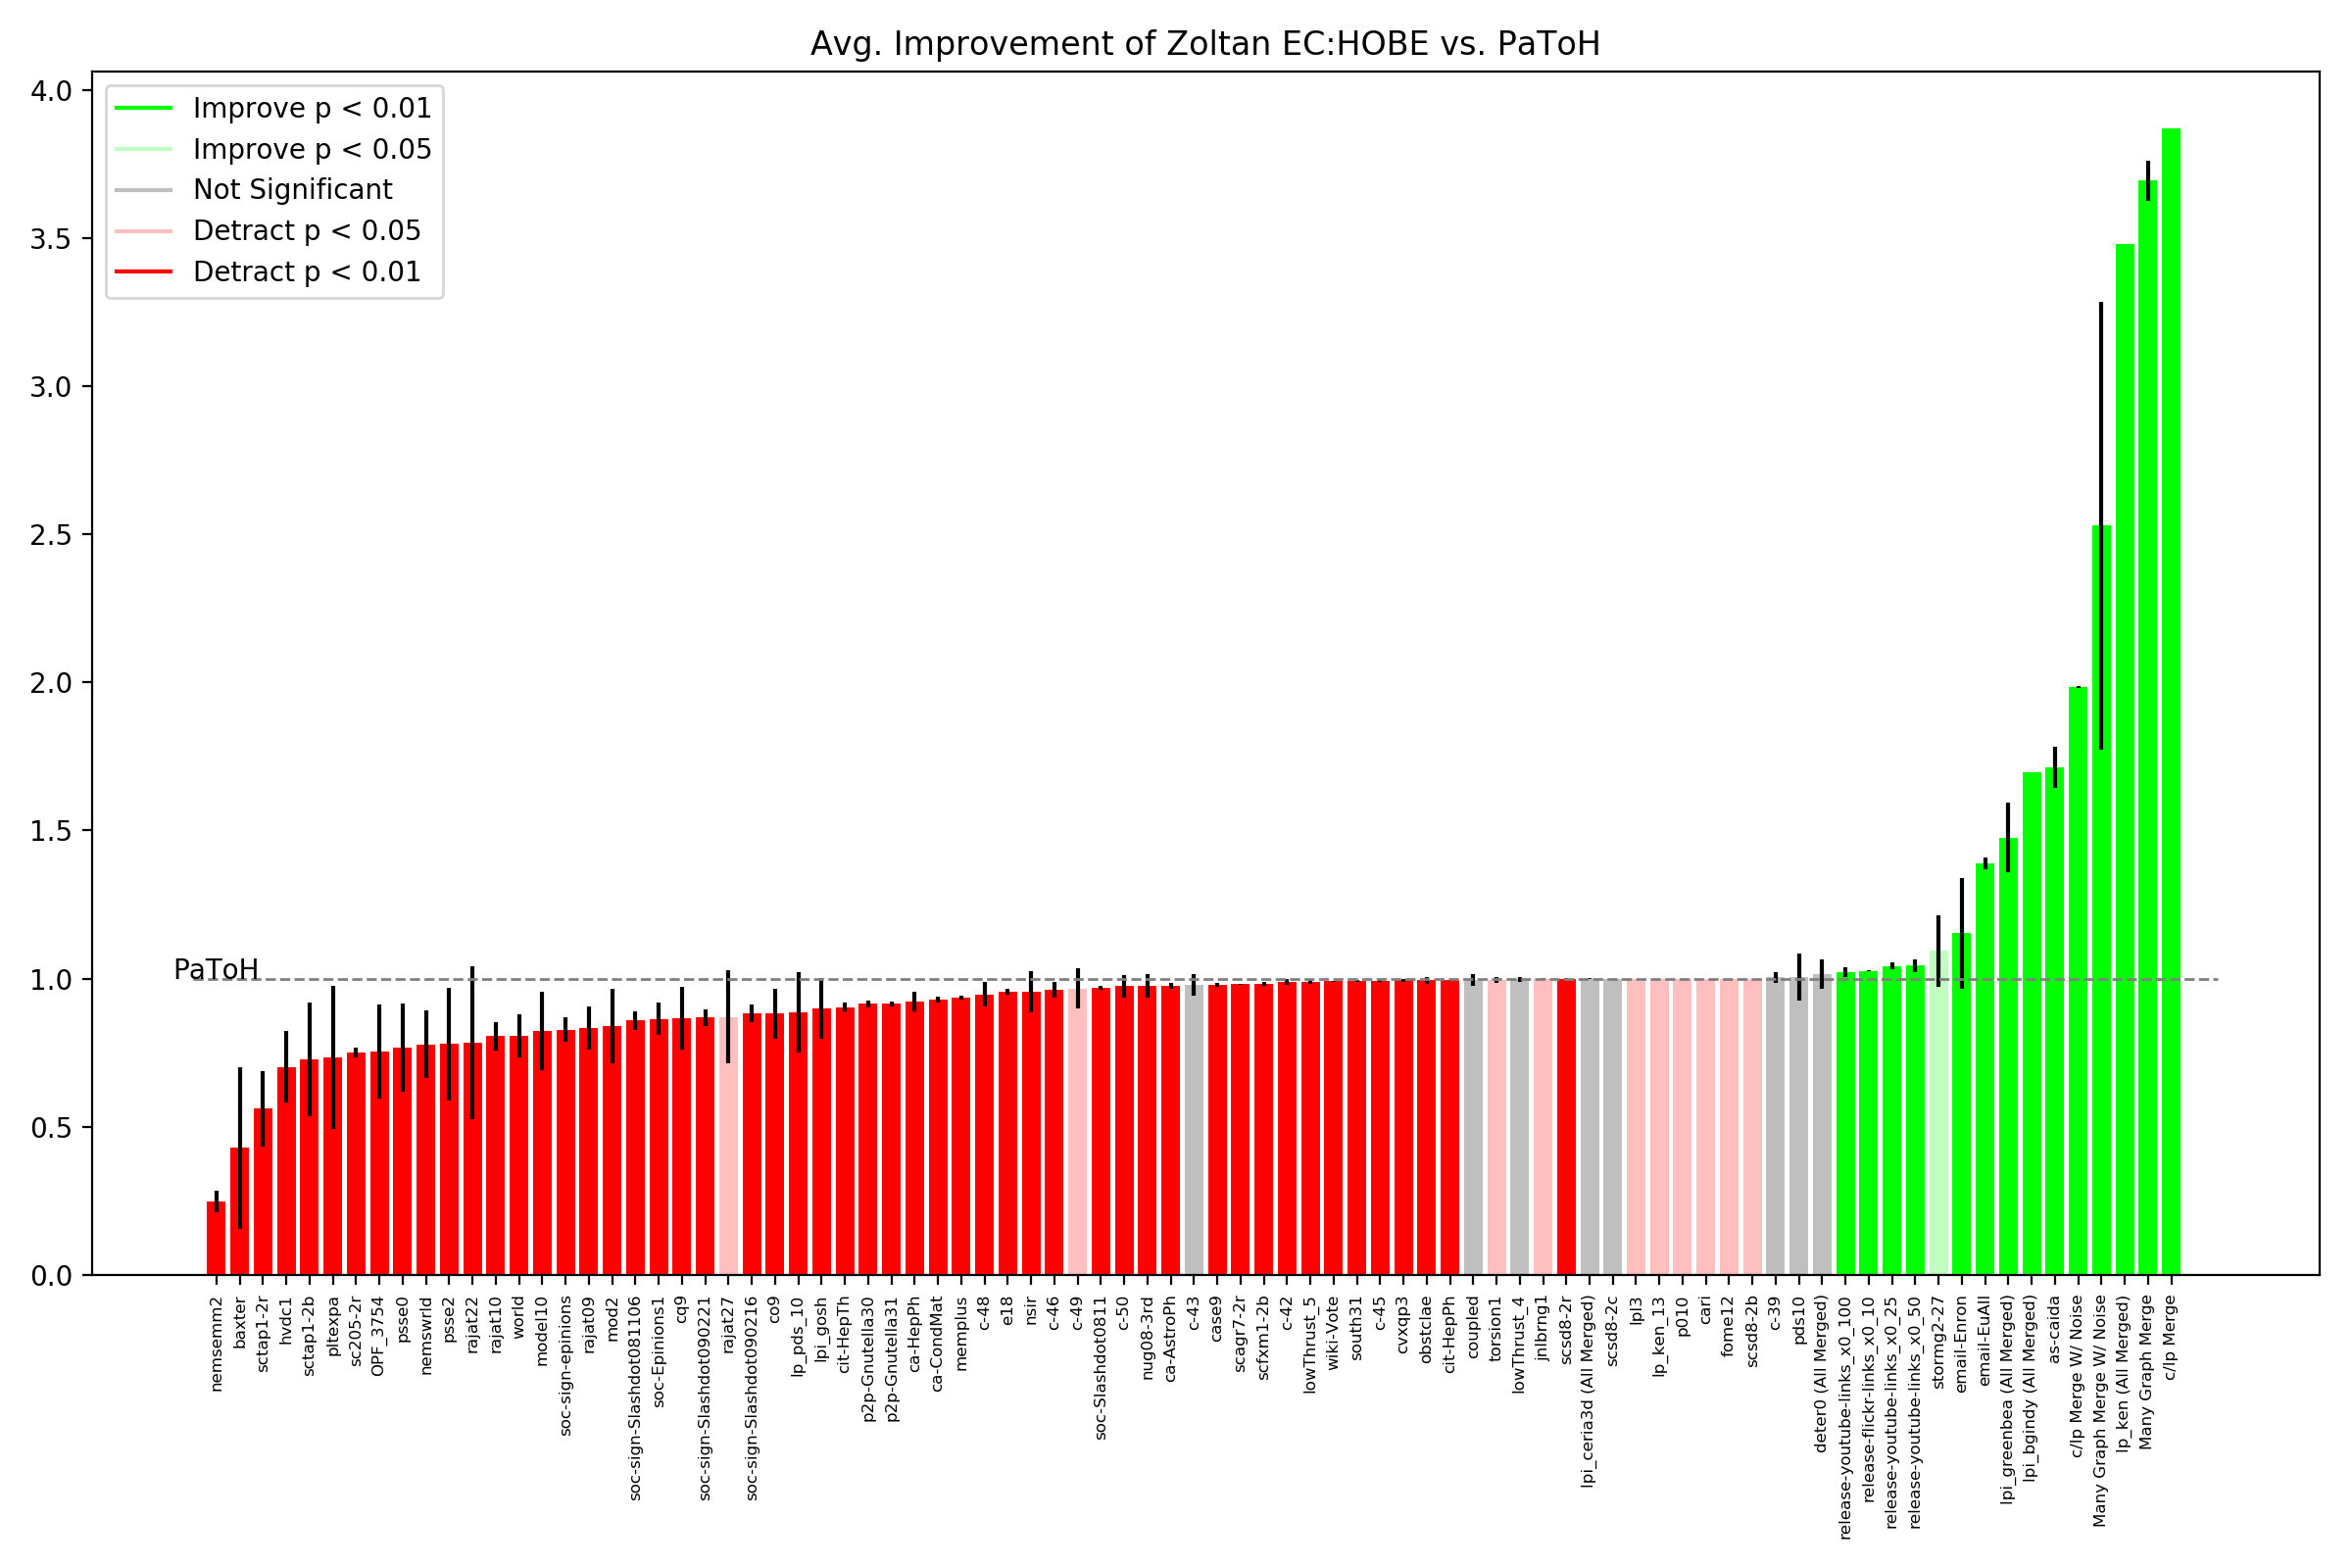 Avg. Improvement of Zoltan EC:HOBE vs. PaToH
4.0
3.5
3.0
2.5
2.0
1.5
1.0
0.5
0.0
Improve p < 0.01
Improve p < 0.05
Not Significant
Detract p < 0.05
Detract p < 0.01
PaToH
nemsemm2
baxter
sctap1-2r
hvdc1
sctap1-2b
pltexpa
sc205-2r
OPF_3754
psse0
nemswrld
psse2
rajat22
rajat10
world
model10
soc-sign-epinions
rajat09
mod2
soc-sign-Slashdot081106
soc-Epinions1
cq9
soc-sign-Slashdot090221
rajat27
soc-sign-Slashdot090216
co9
lp_pds_10
lpi_gosh
cit-HepTh
p2p-Gnutella30
p2p-Gnutella31
ca-HepPh
ca-CondMat
memplus
c-48
e18
nsir
c-46
c-49
soc-Slashdot0811
c-50
nug08-3rd
ca-AstroPh
c-43
case9
scagr7-2r
scfxm1-2b
c-42
lowThrust_5
wiki-Vote
south31
c-45
cvxqp3
obstclae
cit-HepPh
coupled
torsion1
lowThrust_4
jnlbrng1
scsd8-2r
lpi_ceria3d (All Merged)
scsd8-2c
lpl3
lp_ken_13
p010
cari
fome12
scsd8-2b
c-39
pds10
deter0 (All Merged)
release-youtube-links_x0_100
release-flickr-links_x0_10
release-youtube-links_x0_25
release-youtube-links_x0_50
stormg2-27
email-Enron
email-EuAll
lpi_greenbea (All Merged)
lpi_bgindy (All Merged)
as-caida
c/lp Merge W/ Noise
Many Graph Merge W/ Noise
lp_ken (All Merged)
Many Graph Merge
c/lp Merge